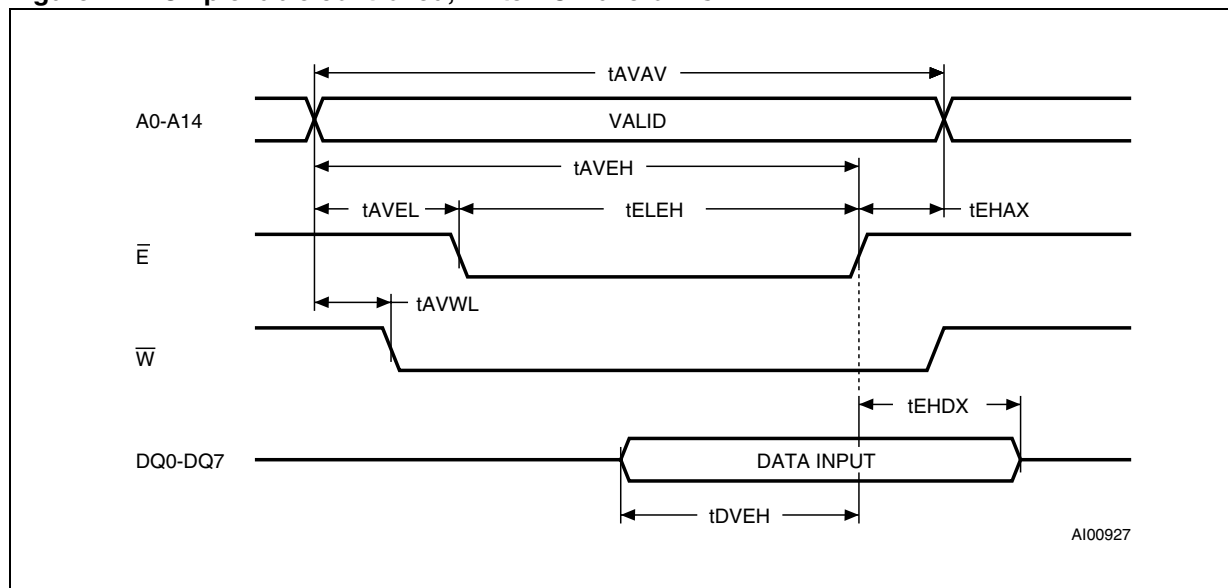 tAVAV
A0-A14
VALID
tAVEH
tAVEL
tELEH
tEHAX
E̅
tAVWL
W̅
tEHDX
DQ0-DQ7
DATA INPUT
tDVEH
AI00927